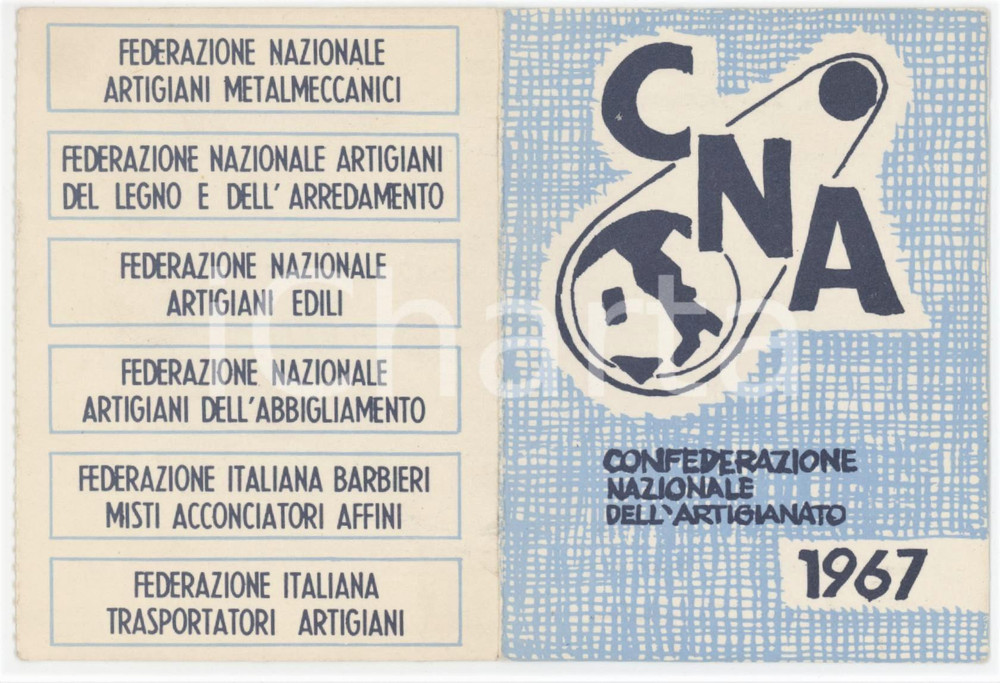 FEDERAZIONE NAZIONALE
ARTIGIANI METALMECCANICI
FEDERAZIONE NAZIONALE ARTIGIANI
DEL LEGNO E DELL' ARREDAMENTO
FEDERAZIONE NAZIONALE
ARTIGIANI EDILI
FEDERAZIONE NAZIONALE
ARTIGIANI DELL'ABBIGLIAMENTO
FEDERAZIONE ITALIANA BARBIERI
MISTI ACCONCIATORI AFFINI
FEDERAZIONE ITALIANA
TRASPORTATORI ARTIGIANI
CNA
CONFEDERAZIONE
NAZIONALE
DELL'ARTIGIANATO
1967
iCharta